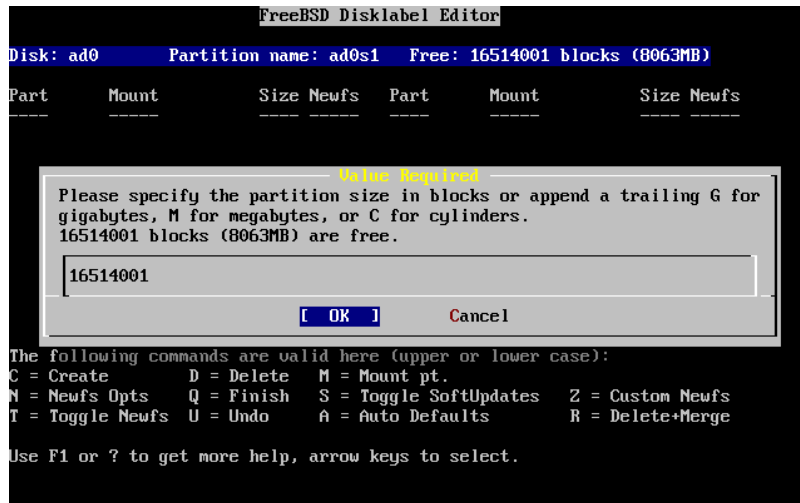 FreeBSD Disklabel Editor
Disk: ad0 Partition name: ad0s1 Free: 16514001 blocks (8063MB)
Part Mount Size Newfs Part Mount Size Newfs
---- ----- ---- ----- ---- ----- ---- -----
Value Required
Please specify the partition size in blocks or append a trailing G for
gigabytes, M for megabytes, or C for cylinders.
16514001 blocks (8063MB) are free.
16514001
[ OK ] Cancel
The following commands are valid here (upper or lower case):
C = Create D = Delete M = Mount pt.
N = Newfs Opts Q = Finish S = Toggle SoftUpdates Z = Custom Newfs
T = Toggle Newfs U = Undo A = Auto Defaults R = Delete+Merge
Use F1 or ? to get more help, arrow keys to select.